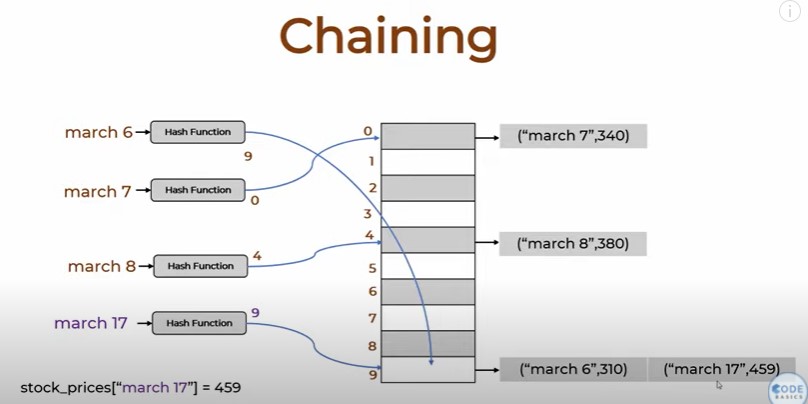 Chaining
march 6
Hash Function
9
march 7
Hash Function
0
march 8
Hash Function
4
march 17
Hash Function
9
stock_prices["march 17"] = 459
0
1
2
3
4
5
6
7
8
9
("march 7",340)
("march 8",380)
("march 6",310)
("march 17",459)
CODE
BASICS